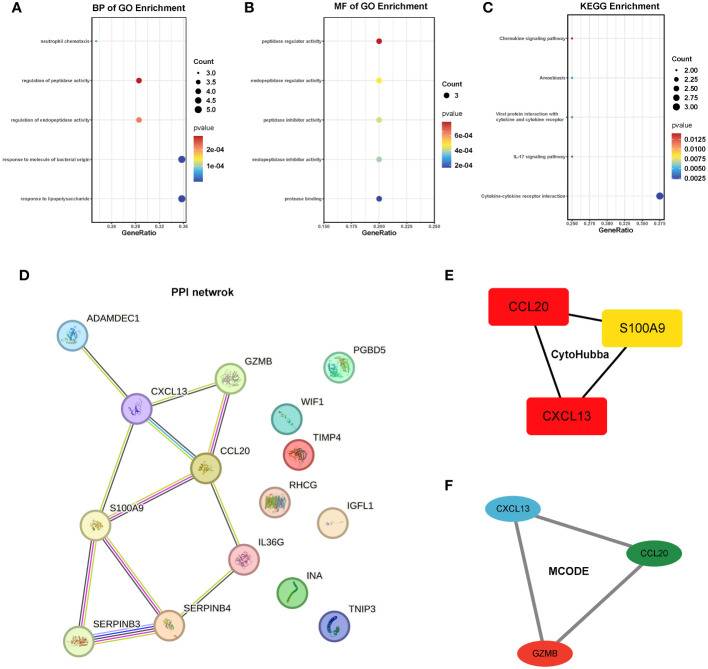 A
BP of GO Enrichment
neutrophil chemotaxis
regulation of peptidase activity
regulation of endopeptidase activity
response to molecule of bacterial origin
response to lipopolysaccharide
0.26
0.28
0.30
0.32
0.34
0.36
GeneRatio
Count
3.0
3.5
4.0
4.5
5.0
pvalue
2e-04
1e-04
B
MF of GO Enrichment
peptidase regulator activity
endopeptidase regulator activity
peptidase inhibitor activity
endopeptidase inhibitor activity
protease binding
0.150
0.175
0.200
0.225
0.250
GeneRatio
Count
3
pvalue
6e-04
4e-04
2e-04
C
KEGG Enrichment
Chemokine signaling pathway
Amoebiasis
Viral protein interaction with
cytokine and cytokine receptor
IL-17 signaling pathway
Cytokine-cytokine receptor interaction
0.250
0.275
0.300
0.325
0.350
0.375
GeneRatio
Count
2.00
2.25
2.50
2.75
3.00
pvalue
0.0125
0.0100
0.0075
0.0050
0.0025
D
PPI netwrok
ADAMDEC1
CXCL13
GZMB
PGBD5
WIF1
TIMP4
CCL20
RHCG
IGFL1
S100A9
IL36G
INA
SERPINB4
SERPINB3
TNIP3
E
CCL20
S100A9
CytoHubba
CXCL13
F
CXCL13
CCL20
MCODE
GZMB